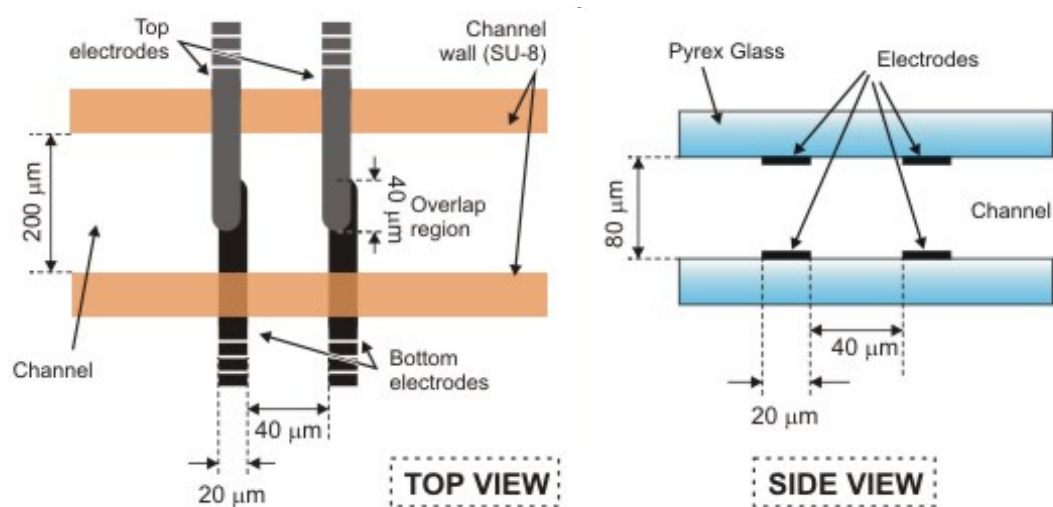 Top
electrodes
Channel
wall (SU-8)
200 μm
40 μm
Overlap
region
Channel
Bottom
electrodes
40 μm
20 μm
TOP VIEW
Pyrex Glass
Electrodes
80 μm
Channel
40 μm
20 μm
SIDE VIEW